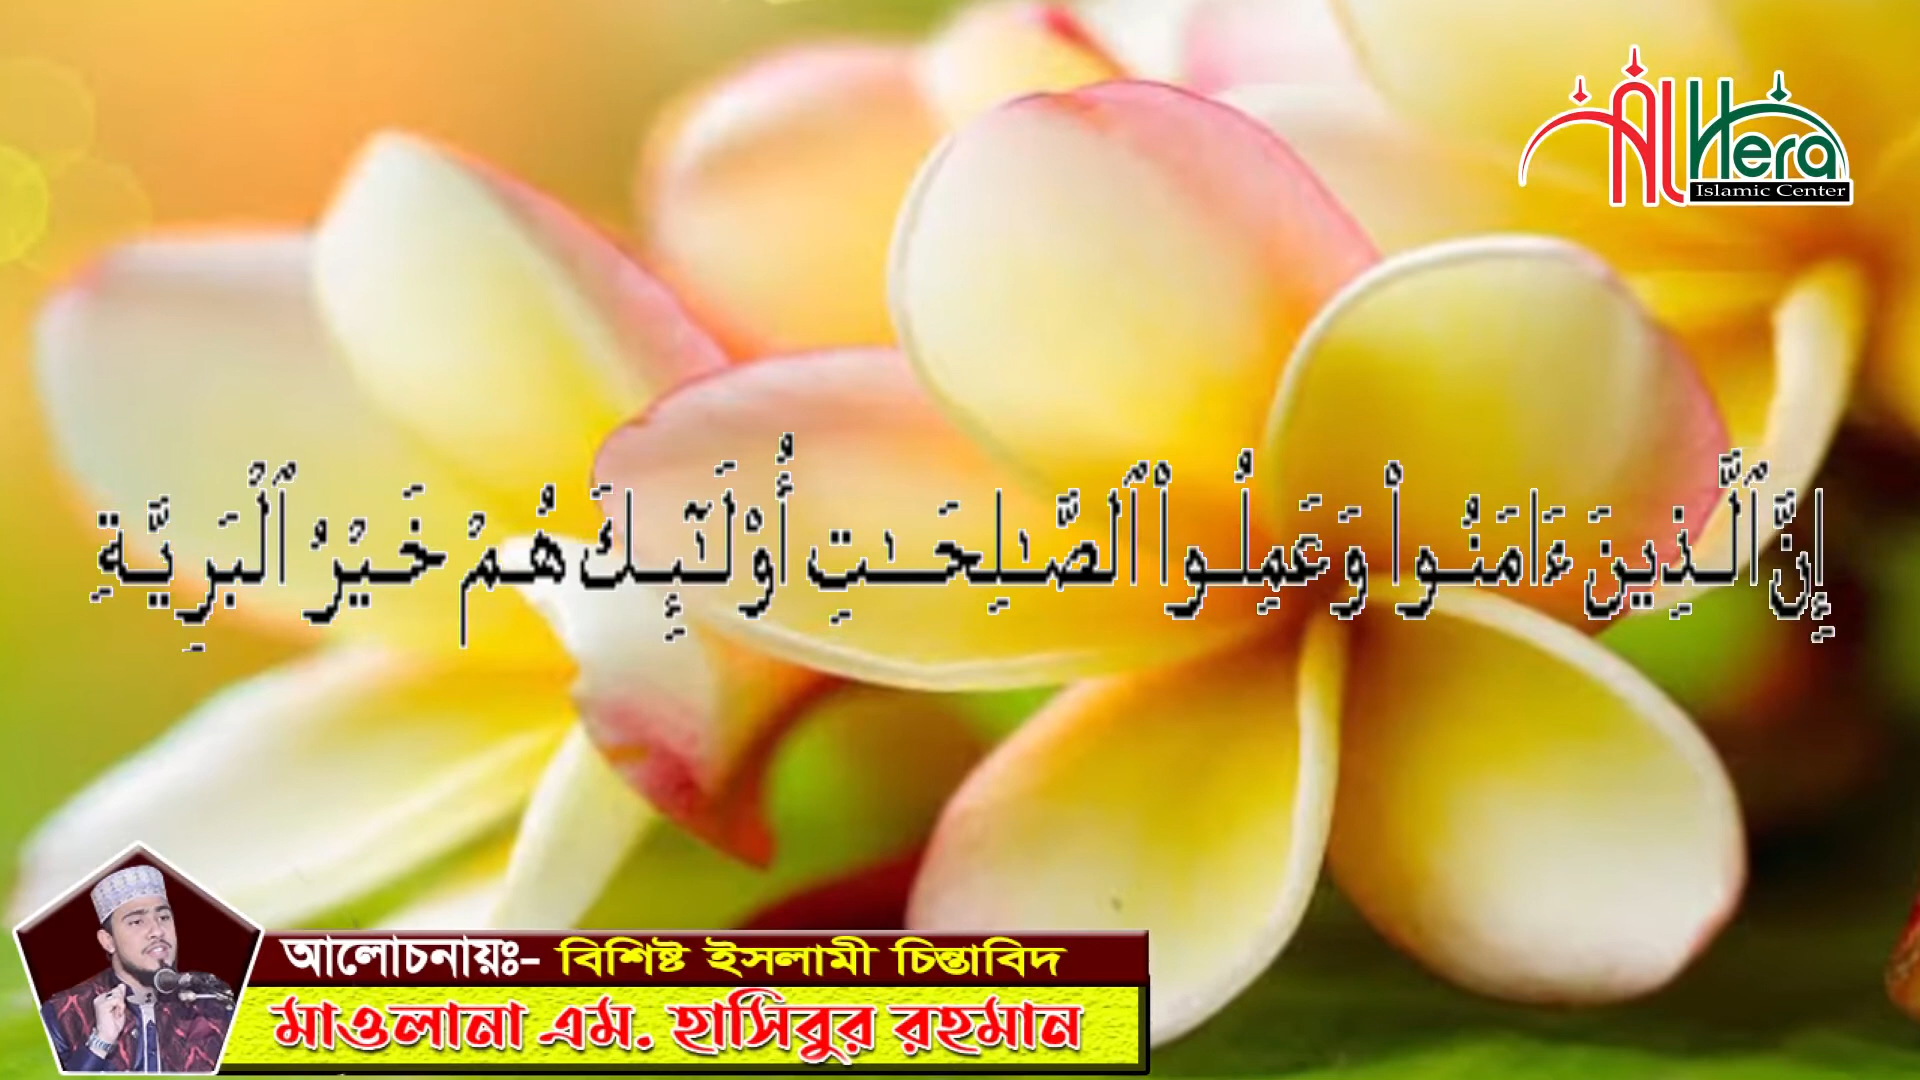 AL Hera
Islamic Center
إِنَّ ٱلَّذِينَ ءَامَنُوا۟ وَعَمِلُوا۟ ٱلصَّـٰلِحَـٰتِ أُو۟لَـٰٓئِكَ هُمْ خَيْرُ ٱلْبَرِيَّةِ
আলোচনায়ঃ- বিশিষ্ট ইসলামী চিন্তাবিদ
মাওলানা এম. হাসিবুর রহমান